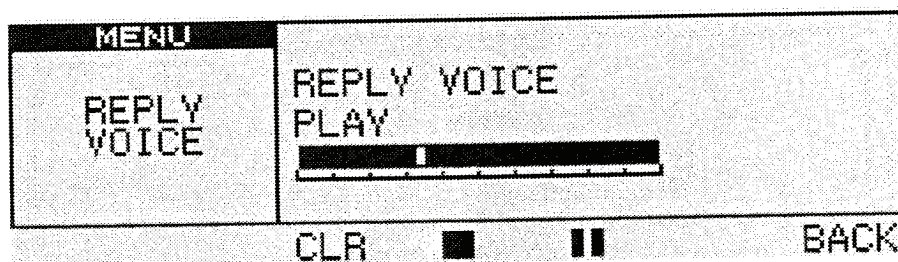 MENU
REPLY
VOICE
REPLY VOICE
PLAY
CLR
BACK